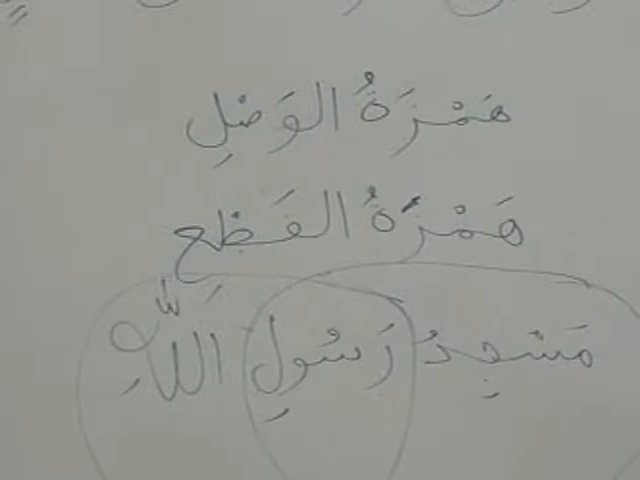 هَمْزَةُ الوَصْلِ
هَمْزَةُ القَطْعِ
مَسْجِدُ رَسُولِ اللَّهِ